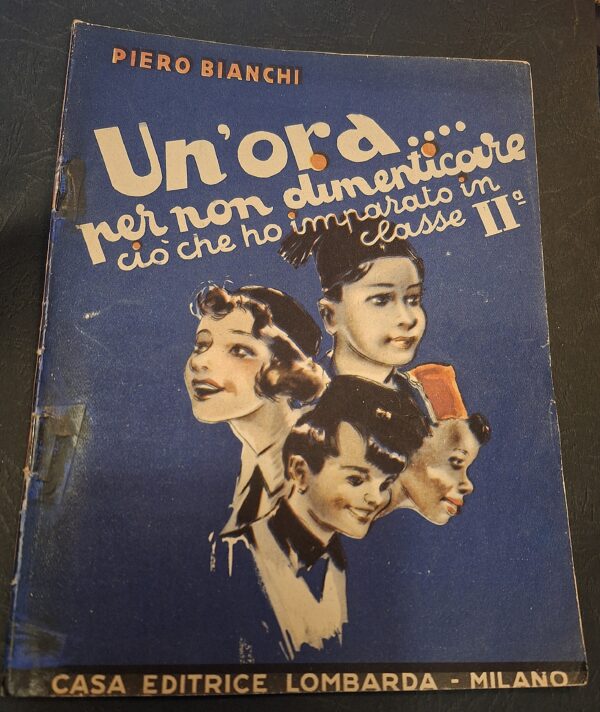 PIERO BIANCHI
Un'ora....
per non dimenticare
ciò che ho imparato in
classe IIª
CASA EDITRICE LOMBARDA - MILANO